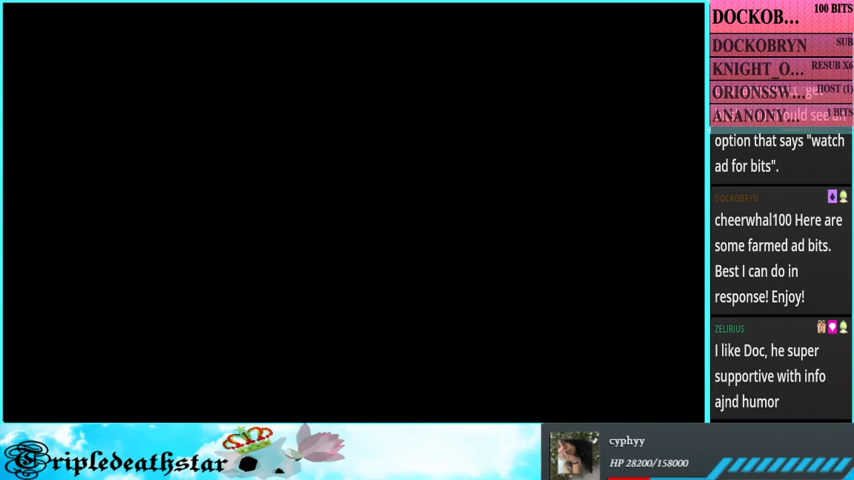 DOCKOB... 100 BITS
DOCKOBRYN SUB
KNIGHT_O... RESUB X6
ORIONSSW... HOST (1)
ANANONY... 1 BITS
option that says "watch
ad for bits".
DOCKOBRYN
cheerwhal100 Here are
some farmed ad bits.
Best I can do in
response! Enjoy!
ZELIRIUS
I like Doc, he super
supportive with info
ajnd humor
Tripledeathstar
cyphyy
HP 28200/158000